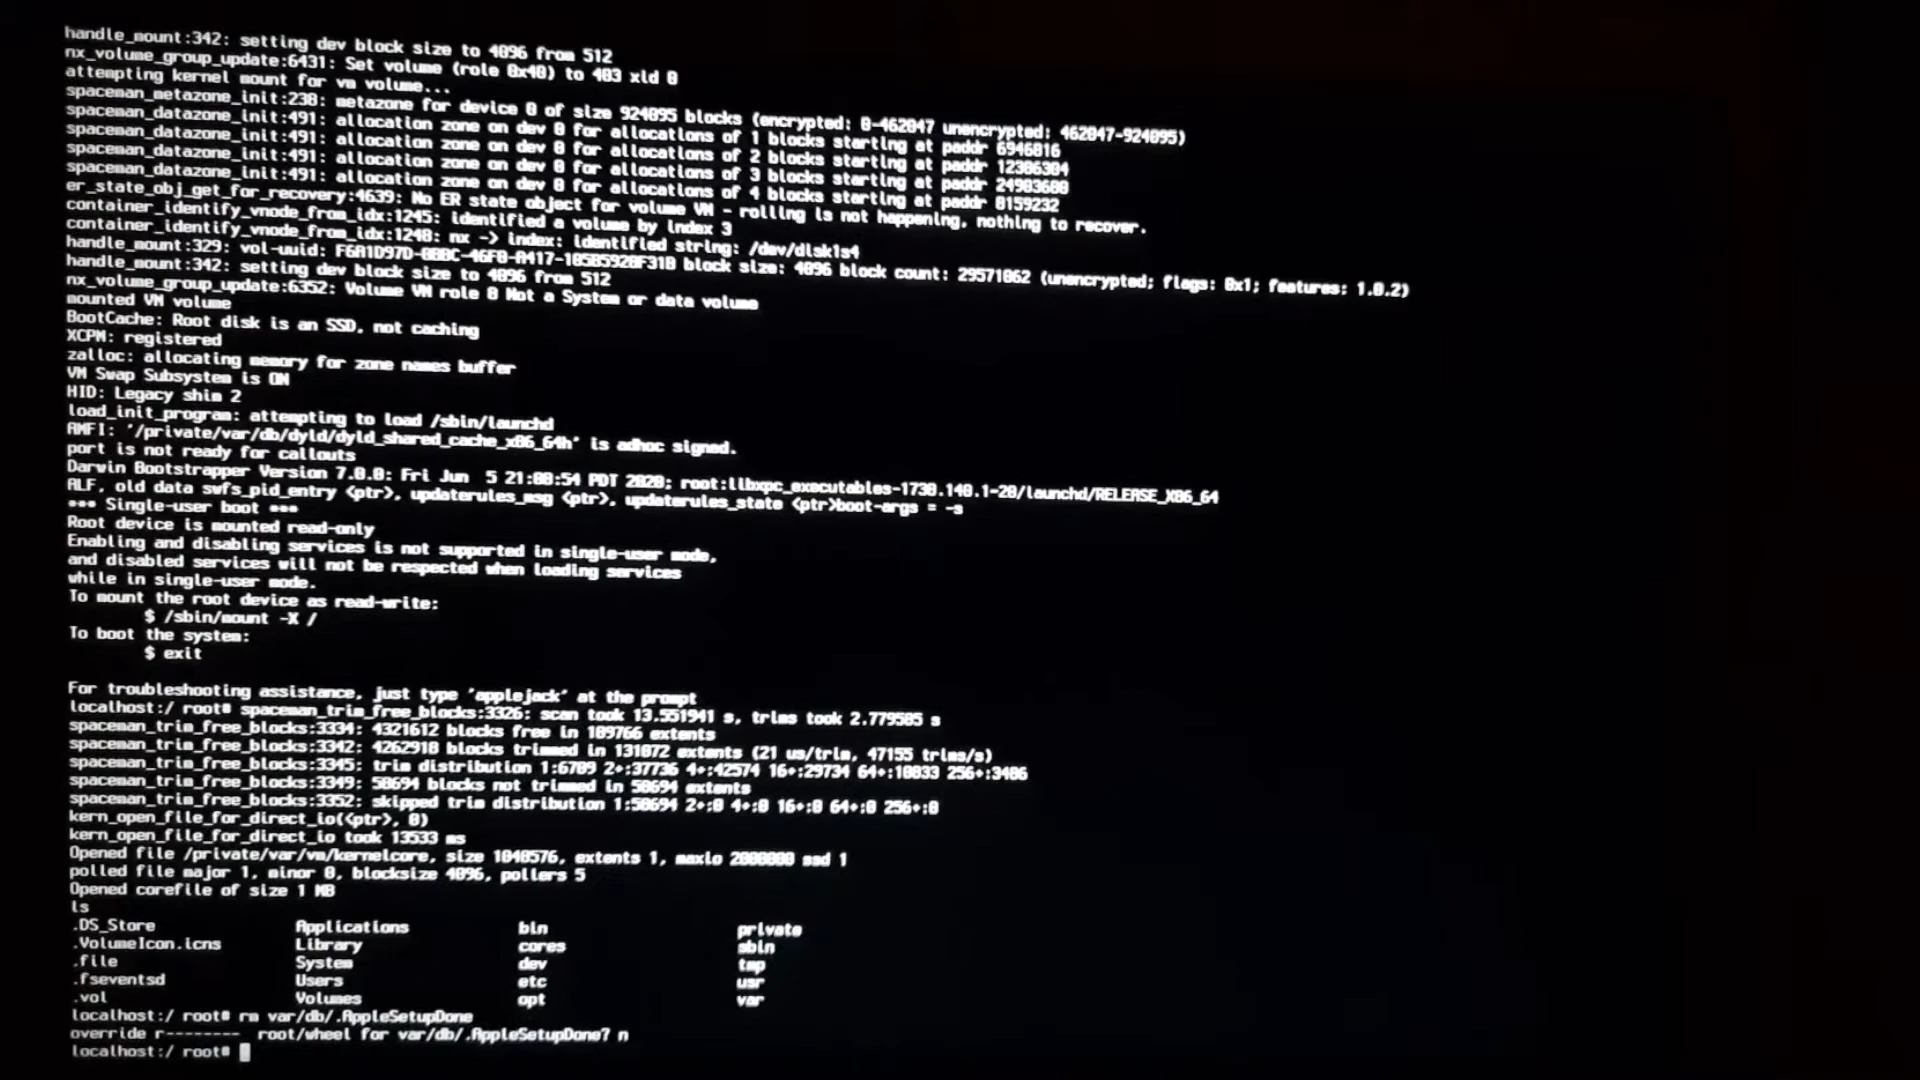 handle_mount:342: setting dev block size to 4096 from 512
nx_volume_group_update:6431: Set volume (role 0x40) to 403 xid 0
attempting kernel mount for vm volume...
spaceman_metazone_init:238: metazone for device 0 of size 924095 blocks (encrypted: 0-462047 unencrypted: 462047-924095)
spaceman_datazone_init:491: allocation zone on dev 0 for allocations of 1 blocks starting at paddr 6946816
spaceman_datazone_init:491: allocation zone on dev 0 for allocations of 2 blocks starting at paddr 12386304
spaceman_datazone_init:491: allocation zone on dev 0 for allocations of 3 blocks starting at paddr 24903680
spaceman_datazone_init:491: allocation zone on dev 0 for allocations of 4 blocks starting at paddr 8159232
er_state_obj_get_for_recovery:4639: No ER state object for volume VM - rolling is not happening, nothing to recover.
container_identify_vnode_from_idx:1245: identified a volume by index 3
container_identify_vnode_from_idx:1248: nx -> index: identified string: /dev/disk1s4
handle_mount:329: vol-uuid: block size: 4096 block count: 29571862 (unencrypted; flags: 0x1; features: 1.0.2)
handle_mount:342: setting dev block size to 4096 from 512
nx_volume_group_update:6352: Volume VM role 8 Not a System or data volume
mounted VM volume
BootCache: Root disk is an SSD, not caching
XCPM: registered
zalloc: allocating memory for zone names buffer
VM Swap Subsystem is ON
HID: Legacy shim 2
load_init_program: attempting to load /sbin/launchd
AMFI: '/private/var/db/dyld/dyld_shared_cache_x86_64h' is adhoc signed.
port is not ready for callouts
Darwin Bootstrapper Version 7.0.0: Fri Jun  5 21:08:54 PDT 2020; root:libxpc_executables-1738.140.1~20/launchd/RELEASE_X86_64
ALF, old data swfs_pid_entry <ptr>, updaterules_msg <ptr>, updaterules_state <ptr>boot-args = -s
*** Single-user boot ***
Root device is mounted read-only
Enabling and disabling services is not supported in single-user mode,
and disabled services will not be respected when loading services
while in single-user mode.
To mount the root device as read-write:
$ /sbin/mount -X /
To boot the system:
$ exit
For troubleshooting assistance, just type 'applejack' at the prompt
localhost:/ root# spaceman_trim_free_blocks:3326: scan took 13.551941 s, trims took 2.779585 s
spaceman_trim_free_blocks:3334: 4321612 blocks free in 189766 extents
spaceman_trim_free_blocks:3342: 4262918 blocks trimmed in 131072 extents (21 us/trim, 47155 trims/s)
spaceman_trim_free_blocks:3345: trim distribution 1:6709 2+:37736 4+:42574 16+:29734 64+:10833 256+:3486
spaceman_trim_free_blocks:3349: 58694 blocks not trimmed in 58694 extents
spaceman_trim_free_blocks:3352: skipped trim distribution 1:58694 2+:0 4+:0 16+:0 64+:0 256+:0
kern_open_file_for_direct_io(<ptr>, 0)
kern_open_file_for_direct_io took 13533 ms
Opened file /private/var/vm/kernelcore, size 1048576, extents 1, maxio 2000000 ssd 1
polled file major 1, minor 0, blocksize 4096, pollers 5
Opened corefile of size 1 MB
ls
.DS_Store Applications bin private
.VolumeIcon.icns Library cores sbin
.file System dev tmp
.fseventsd Users etc usr
.vol Volumes opt var
localhost:/ root# rm var/db/.AppleSetupDone
override r--------  root/wheel for var/db/.AppleSetupDone? n
localhost:/ root#